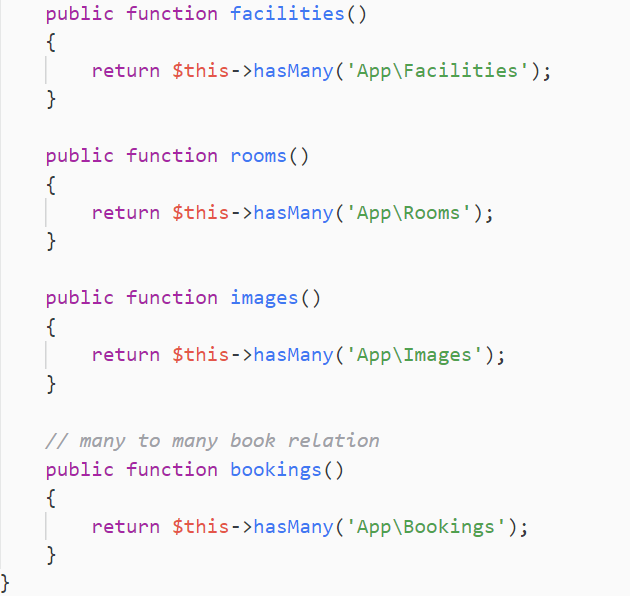 public function facilities()
{
return $this->hasMany('App\Facilities');
}
public function rooms()
{
return $this->hasMany('App\Rooms');
}
public function images()
{
return $this->hasMany('App\Images');
}
// many to many book relation
public function bookings()
{
return $this->hasMany('App\Bookings');
}
}